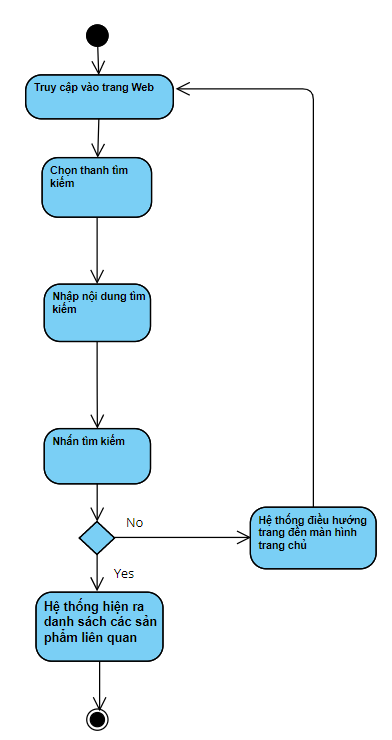 Truy cập vào trang Web
Chọn thanh tìm
kiếm
Nhập nội dung tìm
kiếm
Nhấn tìm kiếm
No
Hệ thống điều hướng
trang đến màn hình
trang chủ
Yes
Hệ thống hiện ra
danh sách các sản
phẩm liên quan